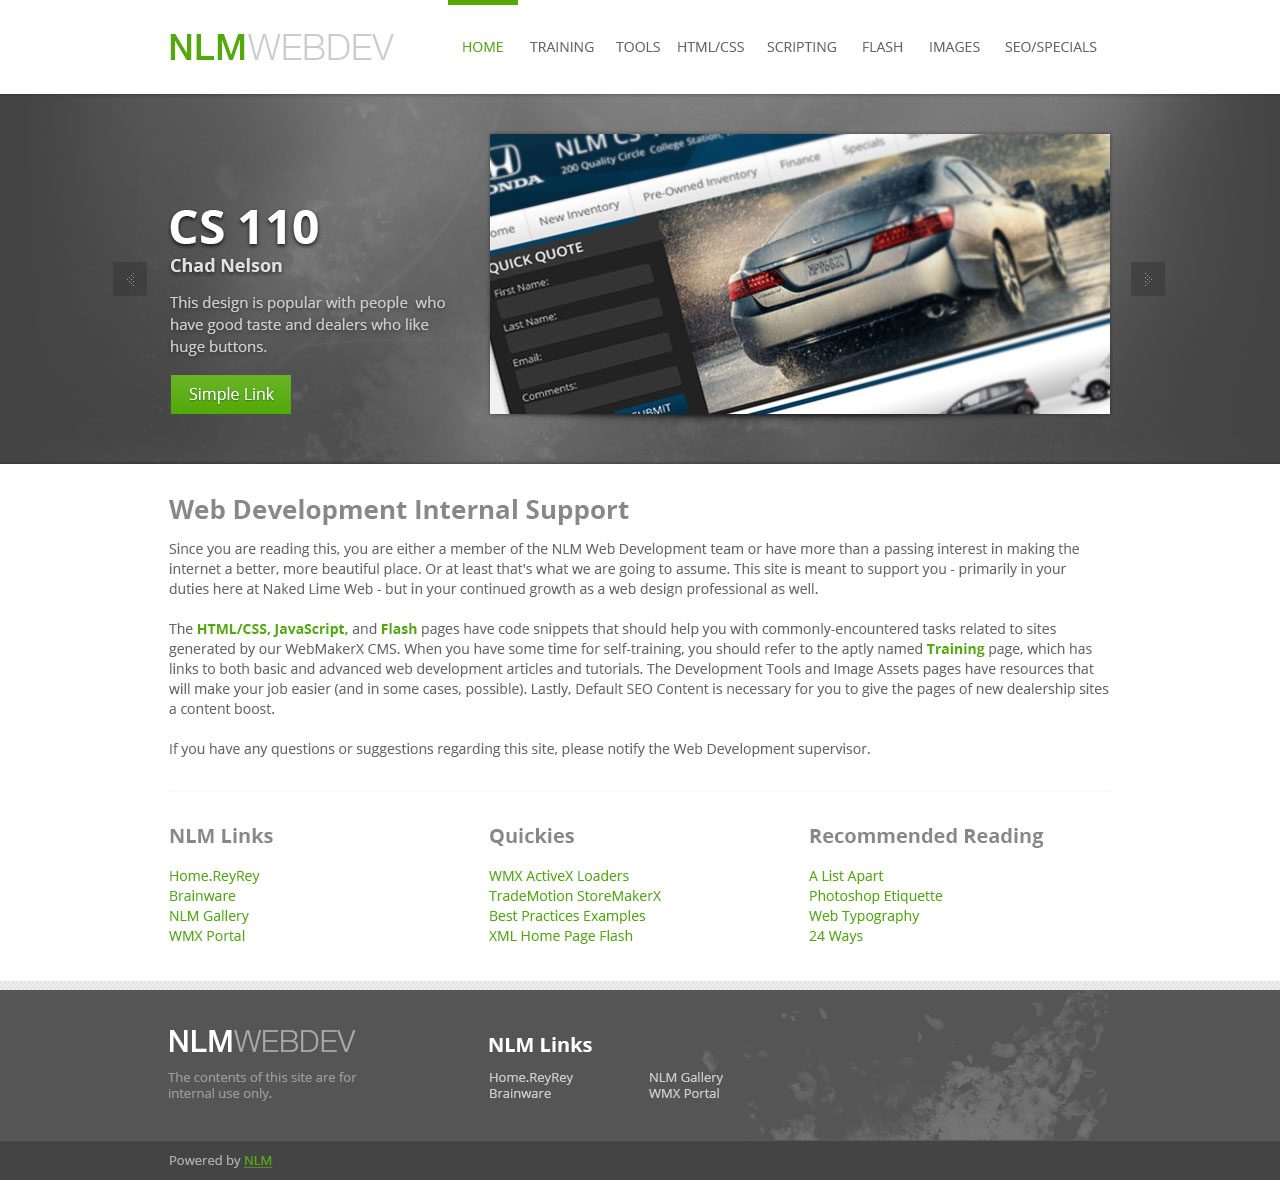 NLMWEBDEV
HOME TRAINING TOOLS HTML/CSS SCRIPTING FLASH IMAGES SEO/SPECIALS
CS 110
Chad Nelson
This design is popular with people who
have good taste and dealers who like
huge buttons.
Simple Link
NLM CS
200 Quality Circle College Station,
New Inventory Pre-Owned Inventory Finance Specials
QUICK QUOTE
First Name:
Last Name:
Email:
Comments:
SUBMIT
Web Development Internal Support
Since you are reading this, you are either a member of the NLM Web Development team or have more than a passing interest in making the
internet a better, more beautiful place. Or at least that's what we are going to assume. This site is meant to support you - primarily in your
duties here at Naked Lime Web - but in your continued growth as a web design professional as well.
The HTML/CSS, JavaScript, and Flash pages have code snippets that should help you with commonly-encountered tasks related to sites
generated by our WebMakerX CMS. When you have some time for self-training, you should refer to the aptly named Training page, which has
links to both basic and advanced web development articles and tutorials. The Development Tools and Image Assets pages have resources that
will make your job easier (and in some cases, possible). Lastly, Default SEO Content is necessary for you to give the pages of new dealership sites
a content boost.
If you have any questions or suggestions regarding this site, please notify the Web Development supervisor.
NLM Links
Home.ReyRey
Brainware
NLM Gallery
WMX Portal
Quickies
WMX ActiveX Loaders
TradeMotion StoreMakerX
Best Practices Examples
XML Home Page Flash
Recommended Reading
A List Apart
Photoshop Etiquette
Web Typography
24 Ways
NLMWEBDEV
The contents of this site are for
internal use only.
NLM Links
Home.ReyRey
Brainware
NLM Gallery
WMX Portal
Powered by NLM